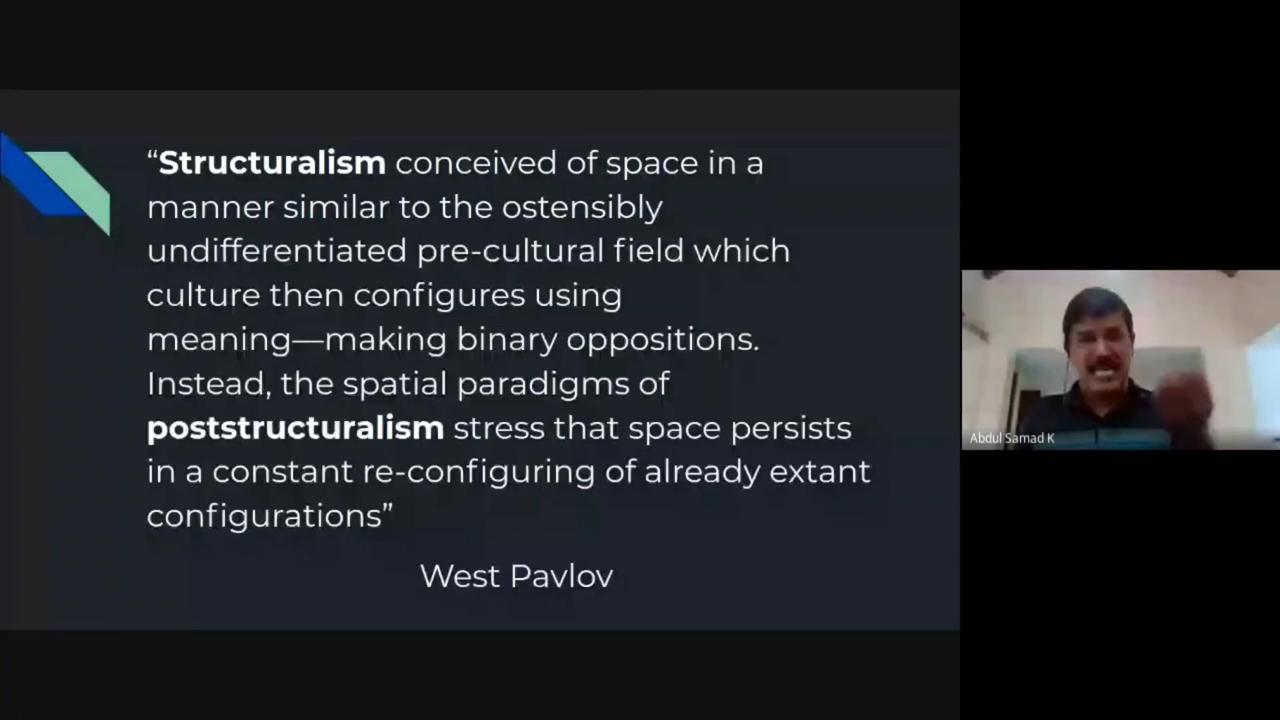 “Structuralism conceived of space in a
manner similar to the ostensibly
undifferentiated pre-cultural field which
culture then configures using
meaning—making binary oppositions.
Instead, the spatial paradigms of
poststructuralism stress that space persists
in a constant re-configuring of already extant
configurations”
West Pavlov
Abdul Samad K